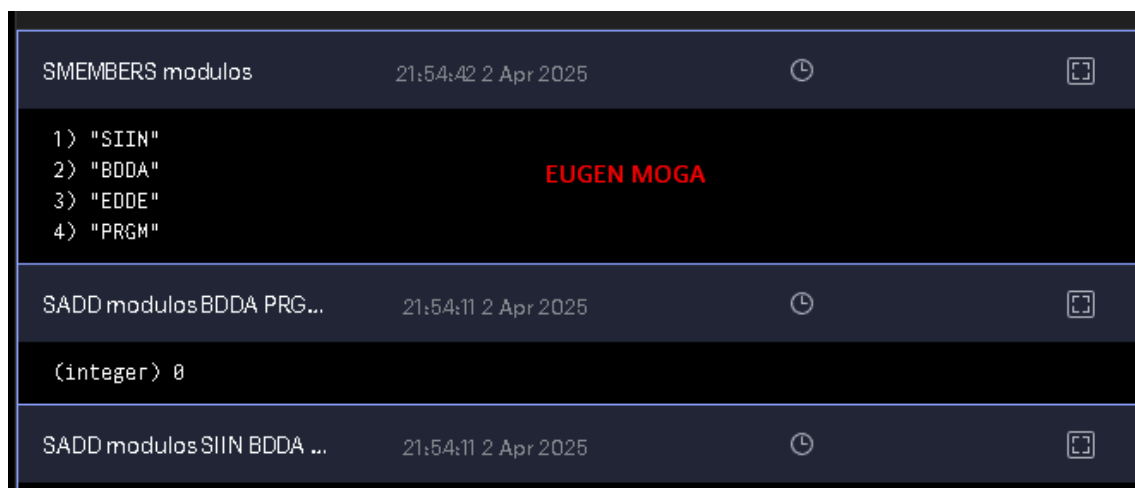 SMEMBERS modulos 21:54:42 2 Apr 2025
1) "SIIN"
2) "BDDA"
EUGEN MOGA
3) "EDDE"
4) "PRGM"
SADD modulos BDDA PRG... 21:54:11 2 Apr 2025
(integer) 0
SADD modulos SIIN BDDA ... 21:54:11 2 Apr 2025